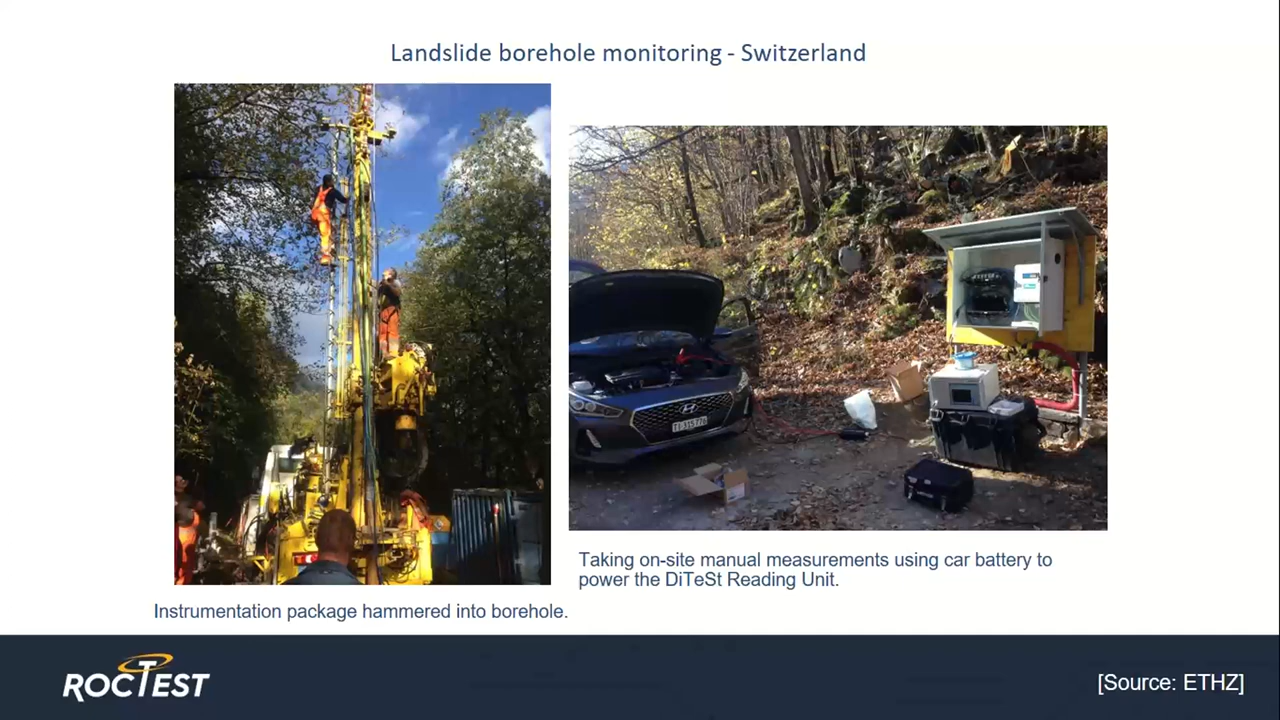 Landslide borehole monitoring - Switzerland
Taking on-site manual measurements using car battery to
power the DiTeSt Reading Unit.
Instrumentation package hammered into borehole.
ROCTEST
[Source: ETHZ]